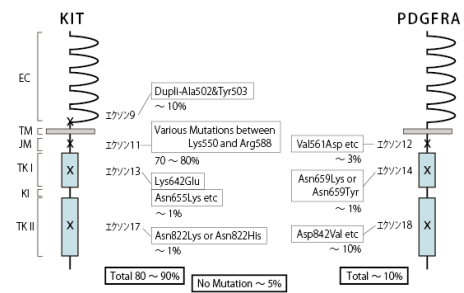 KIT
PDGFRA
EC
TM
JM
TK I
KI
TK II
エクソン9
Dupli-Ala502&Tyr503
～ 10%
エクソン11
Various Mutations between
Lys550 and Arg588
70 ～ 80%
エクソン13
Lys642Glu
Asn655Lys etc
～ 1%
エクソン17
Asn822Lys or Asn822His
～ 1%
Val561Asp etc
エクソン12
～ 3%
Asn659Lys or
Asn659Tyr
エクソン14
～ 1%
Asp842Val etc
エクソン18
～ 10%
Total 80 ～ 90%
No Mutation ～ 5%
Total ～ 10%